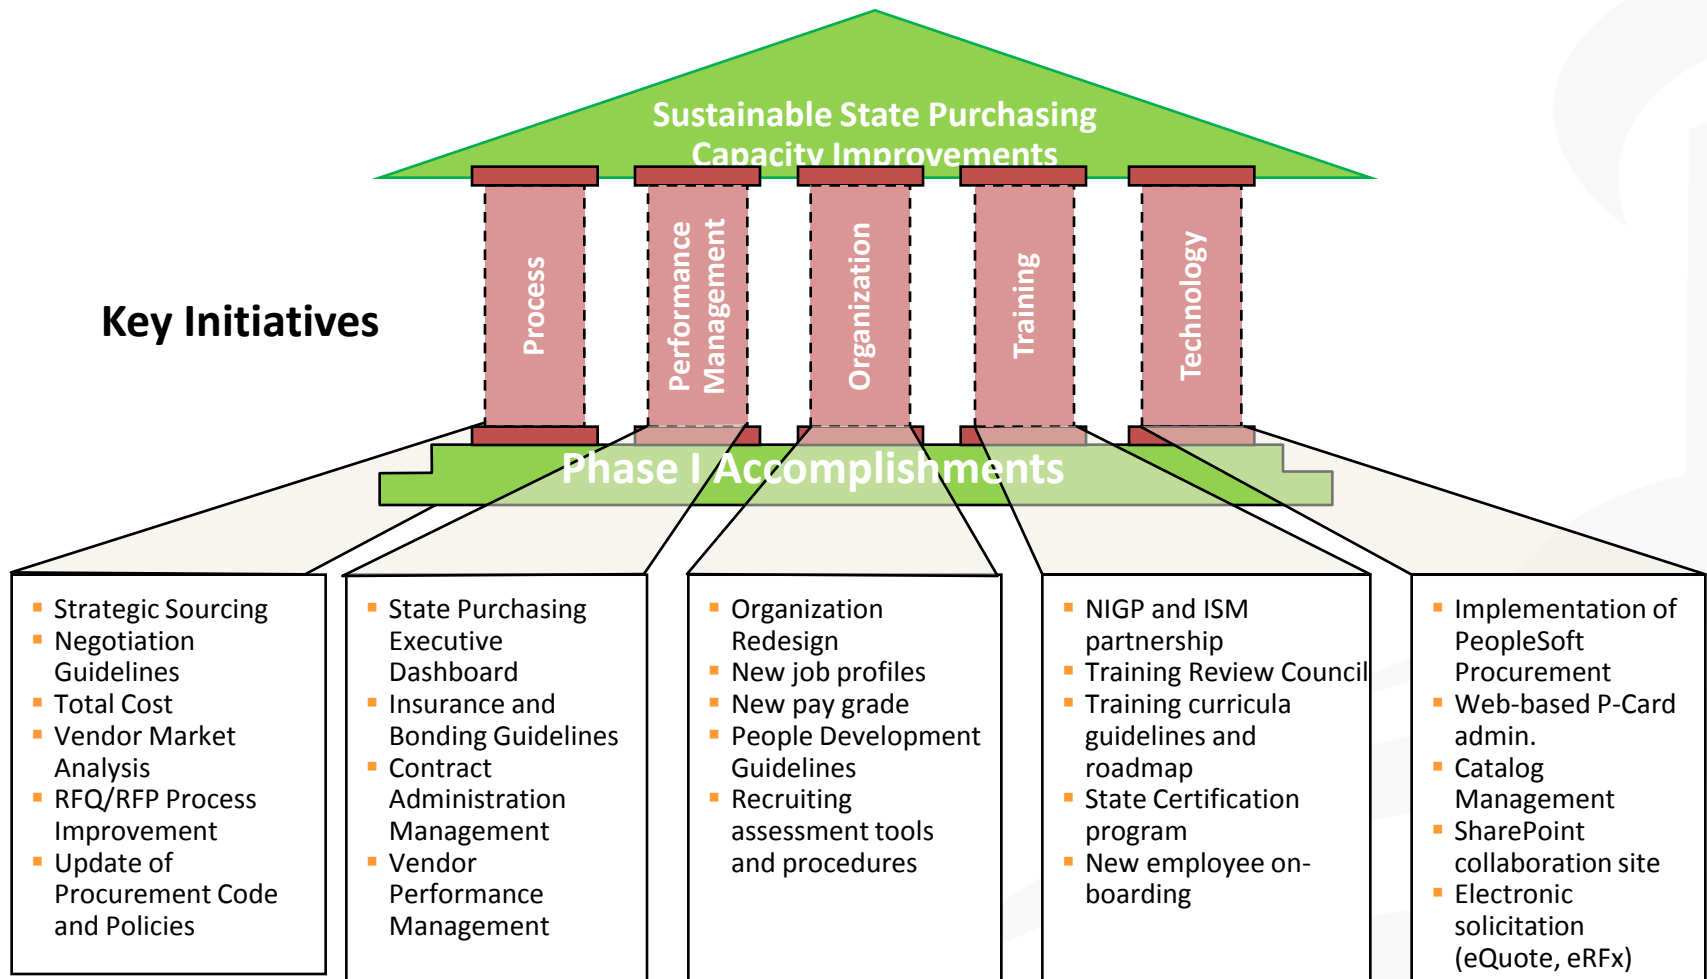 Sustainable State Purchasing
Capacity Improvements
Process
Performance
Management
Organization
Training
Technology
Key Initiatives
Phase I Accomplishments
Strategic Sourcing
Negotiation
Guidelines
Total Cost
Vendor Market
Analysis
RFQ/RFP Process
Improvement
Update of
Procurement Code
and Policies
State Purchasing
Executive
Dashboard
Insurance and
Bonding Guidelines
Contract
Administration
Management
Vendor
Performance
Management
Organization
Redesign
New job profiles
New pay grade
People Development
Guidelines
Recruiting
assessment tools
and procedures
NIGP and ISM
partnership
Training Review Council
Training curricula
guidelines and
roadmap
State Certification
program
New employee on-
boarding
Implementation of
PeopleSoft
Procurement
Web-based P-Card
admin.
Catalog
Management
SharePoint
collaboration site
Electronic
solicitation
(eQuote, eRFx)